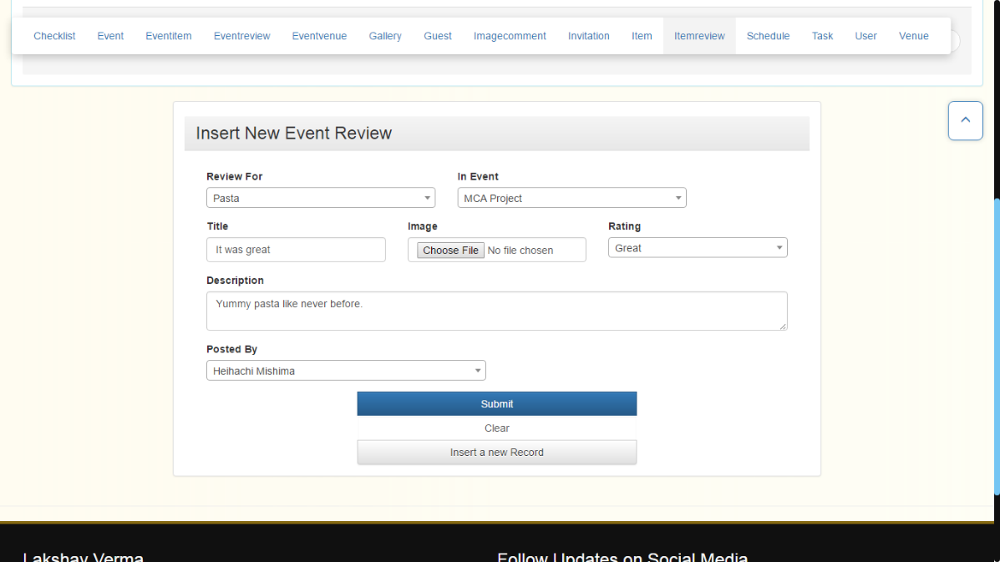 Checklist Event Eventitem Eventreview Eventvenue Gallery Guest Imagecomment Invitation Item Itemreview Schedule Task User Venue
Insert New Event Review
Review For In Event
Pasta MCA Project
Title Image Rating
It was great Choose File No file chosen Great
Description
Yummy pasta like never before.
Posted By
Heihachi Mishima
Submit
Clear
Insert a new Record
Lakshay Verma Follow Updates on Social Media